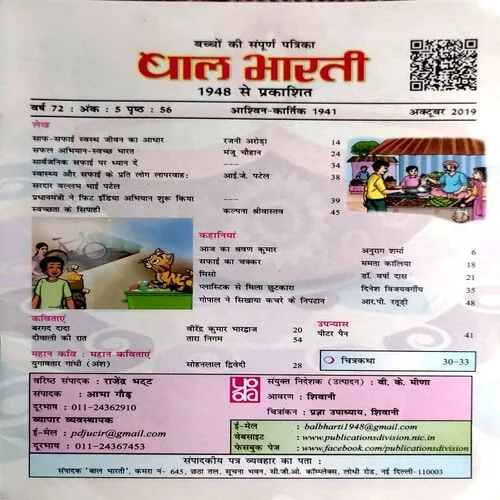 बच्चों की संपूर्ण पत्रिका
बाल भारती
1948 से प्रकाशित
वर्ष 72 : अंक : 5 पृष्ठ : 56 आश्विन-कार्तिक 1941 अक्टूबर 2019
लेख
साफ-सफाई स्वस्थ जीवन का आधार रजनी अरोड़ा 14
सफल अभियान-स्वच्छ भारत मंजू चौहान 24
सार्वजनिक सफाई पर ध्यान दें --- 34
स्वास्थ्य और सफाई के प्रति लोग लापरवाह: आई.जे. पटेल 38
सरदार वल्लभ भाई पटेल
प्रधानमंत्री ने फिट इंडिया अभियान शुरू किया --- 39
स्वच्छता के सिपाही कल्पना श्रीवास्तव 45
कहानियां
आज का श्रवण कुमार अनुराग शर्मा 6
सफाई का चक्कर ममता कालिया 18
मिसो डॉ. वर्षा दास 21
प्लास्टिक से मिला छुटकारा दिनेश विजयवर्गीय 35
गोपाल ने सिखाया कचरे के निपटान आर.पी. रतूड़ी 48
कविताएं
बरगद दादा वीरेंद्र कुमार भारद्वाज 20
दीवाली की रात तारा निगम 54
उपन्यास
पीटर पैन 41
महान कवि : महान कविताएं
युगावतार गांधी (अंश) सोहनलाल द्विवेदी 28
चित्रकथा 30-33
वरिष्ठ संपादक : राजेंद्र भट्ट
संपादक : आभा गौड़
दूरभाष : 011-24362910
व्यापार व्यवस्थापक
ई-मेल : pdjucir@gmail.com
दूरभाष : 011-24367453
संयुक्त निदेशक (उत्पादन) : वी. के. मीणा
आवरण : शिवानी
चित्रांकन : प्रज्ञा उपाध्याय, शिवानी
ई-मेल : balbharti1948@gmail.com
वेबसाइट : www.publicationsdivision.nic.in
फेसबुक पेज : www.facebook.com/publicationsdivision
संपादकीय पत्र व्यवहार का पता :
संपादक 'बाल भारती', कमरा नं- 645, छठा तल, सूचना भवन, सी.जी.ओ. कॉम्प्लेक्स, लोधी रोड, नई दिल्ली-110003